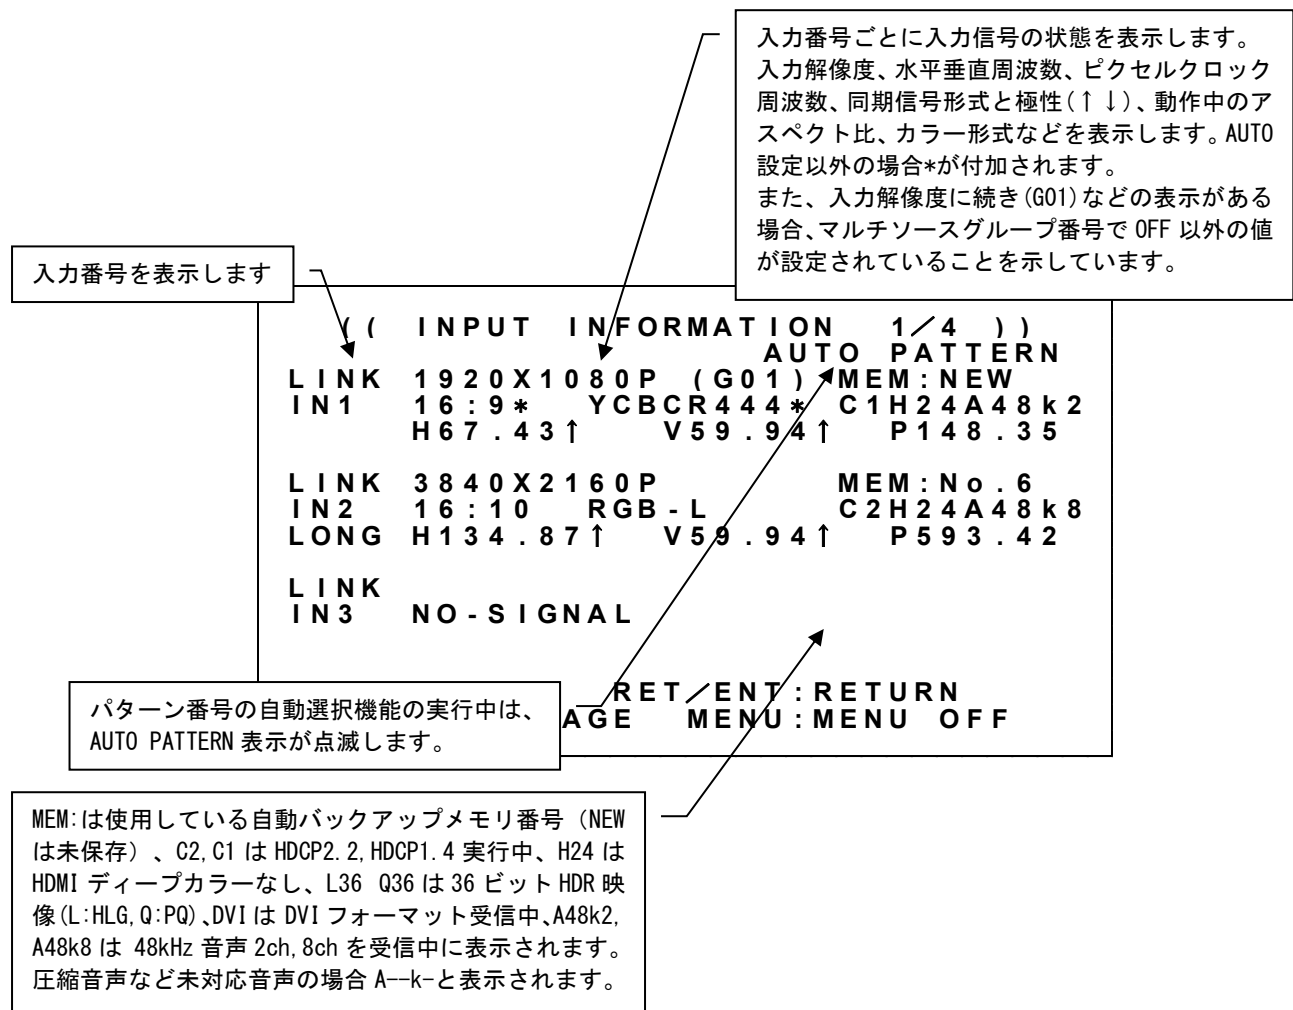 入力番号ごとに入力信号の状態を表示します。
入力解像度、水平垂直周波数、ピクセルクロック
周波数、同期信号形式と極性(↑↓)、動作中のア
スペクト比、カラー形式などを表示します。AUTO
設定以外の場合*が付加されます。
また、入力解像度に続き(G01)などの表示がある
場合、マルチソースグループ番号で OFF 以外の値
が設定されていることを示しています。
入力番号を表示します
(( INPUT INFORMATION 1／4 ))
AUTO PATTERN
LINK 1920X1080P (G01) MEM:NEW
IN1 16:9* YCBCR444* C1H24A48k2
H67.43↑ V59.94↑ P148.35
LINK 3840X2160P MEM:No.6
IN2 16:10 RGB-L C2H24A48k8
LONG H134.87↑ V59.94↑ P593.42
LINK
IN3 NO-SIGNAL
RET／ENT:RETURN
AGE MENU:MENU OFF
パターン番号の自動選択機能の実行中は、
AUTO PATTERN 表示が点滅します。
MEM:は使用している自動バックアップメモリ番号（NEW
は未保存）、C2,C1 は HDCP2.2,HDCP1.4 実行中、H24 は
HDMI ディープカラーなし、L36 Q36 は 36 ビット HDR 映
像(L:HLG,Q:PQ)、DVI は DVI フォーマット受信中、A48k2,
A48k8 は 48kHz 音声 2ch,8ch を受信中に表示されます。
圧縮音声など未対応音声の場合 A--k-と表示されます。